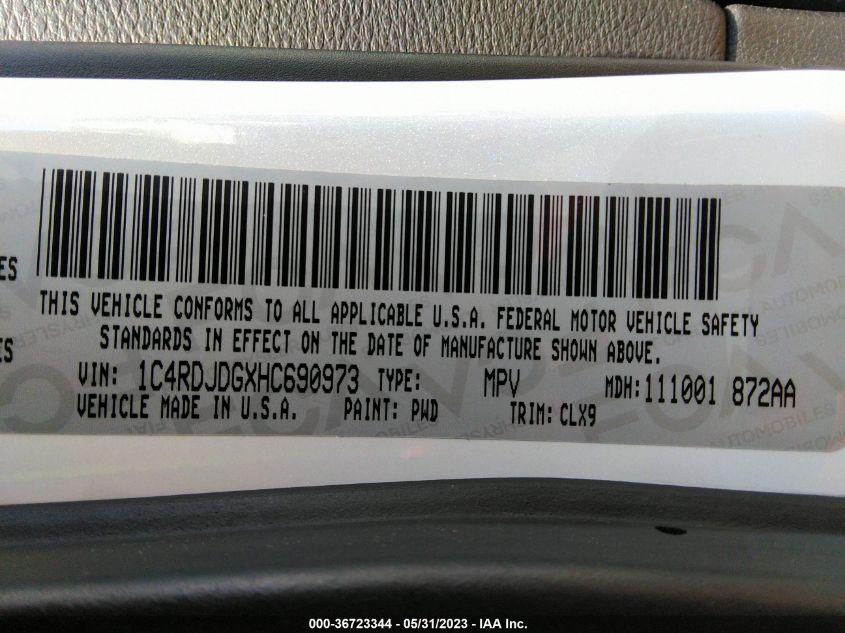 ES
THIS VEHICLE CONFORMS TO ALL APPLICABLE U.S.A. FEDERAL MOTOR VEHICLE SAFETY
ES STANDARDS IN EFFECT ON THE DATE OF MANUFACTURE SHOWN ABOVE.
VIN: 1C4RDJDGXHC690973 TYPE: MPV MDH: 111001 872AA
VEHICLE MADE IN U.S.A. PAINT: PWD TRIM: CLX9
000-36723344 - 05/31/2023 - IAA Inc.